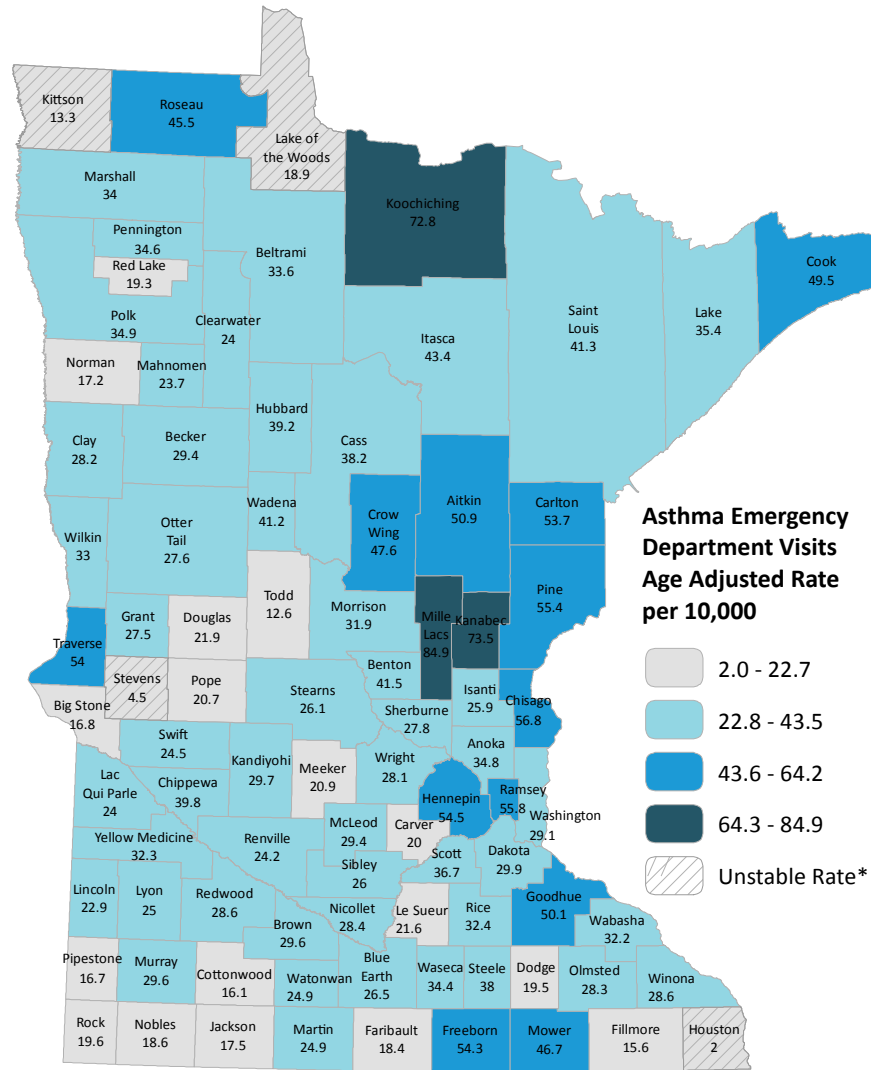 Kittson
13.3
Roseau
45.5
Lake of
the Woods
18.9
Marshall
34
Koochiching
72.8
Pennington
34.6
Beltrami
33.6
Red Lake
19.3
Cook
49.5
Polk
34.9
Clearwater
24
Saint
Louis
41.3
Lake
35.4
Itasca
43.4
Norman
17.2
Mahnomen
23.7
Hubbard
39.2
Cass
38.2
Clay
28.2
Becker
29.4
Aitkin
50.9
Carlton
53.7
Wadena
41.2
Crow
Wing
47.6
Wilkin
33
Otter
Tail
27.6
Asthma Emergency
Department Visits
Age Adjusted Rate
per 10,000
2.0 - 22.7
22.8 - 43.5
43.6 - 64.2
64.3 - 84.9
Unstable Rate*
Pine
55.4
Todd
12.6
Morrison
31.9
Mille
Lacs
84.9
Kanabec
73.5
Grant
27.5
Douglas
21.9
Traverse
54
Stevens
4.5
Pope
20.7
Stearns
26.1
Benton
41.5
Isanti
25.9
Chisago
56.8
Big Stone
16.8
Sherburne
27.8
Swift
24.5
Kandiyohi
29.7
Meeker
20.9
Wright
28.1
Anoka
34.8
Lac
Qui Parle
24
Chippewa
39.8
Hennepin
54.5
Ramsey
55.8
Washington
29.1
Yellow Medicine
32.3
Renville
24.2
McLeod
29.4
Carver
20
Scott
36.7
Dakota
29.9
Sibley
26
Lincoln
22.9
Lyon
25
Redwood
28.6
Nicollet
28.4
Le Sueur
21.6
Rice
32.4
Goodhue
50.1
Wabasha
32.2
Brown
29.6
Pipestone
16.7
Murray
29.6
Cottonwood
16.1
Watonwan
24.9
Blue
Earth
26.5
Waseca
34.4
Steele
38
Dodge
19.5
Olmsted
28.3
Winona
28.6
Rock
19.6
Nobles
18.6
Jackson
17.5
Martin
24.9
Faribault
18.4
Freeborn
54.3
Mower
46.7
Fillmore
15.6
Houston
2